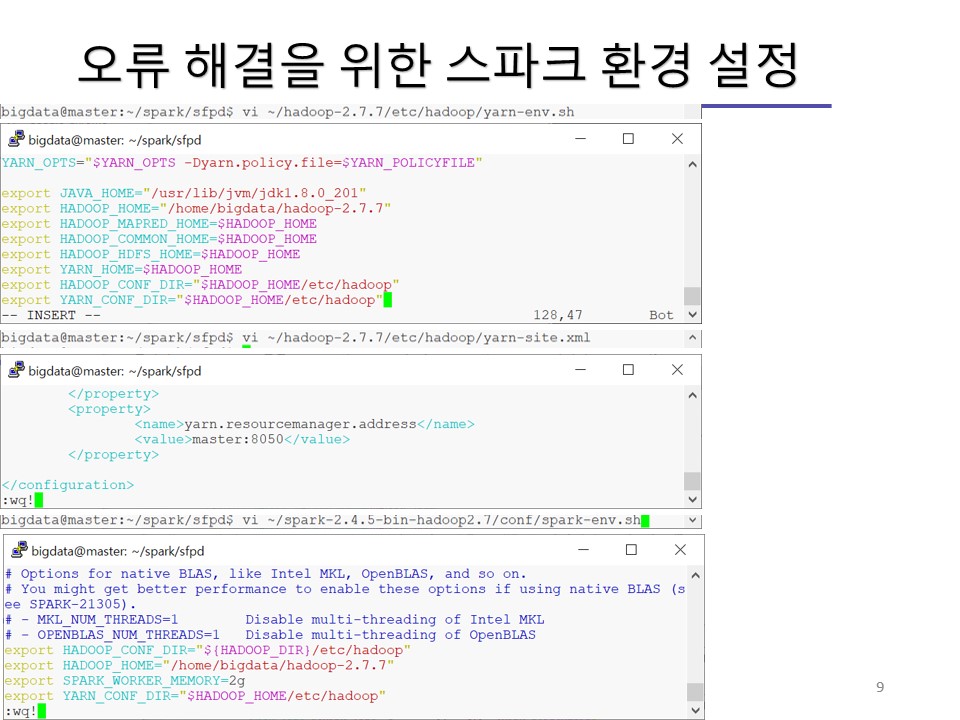 오류 해결을 위한 스파크 환경 설정
bigdata@master:~/spark/sfpd$ vi ~/hadoop-2.7.7/etc/hadoop/yarn-env.sh
bigdata@master: ~/spark/sfpd
YARN_OPTS="$YARN_OPTS -Dyarn.policy.file=$YARN_POLICYFILE"
export JAVA_HOME="/usr/lib/jvm/jdk1.8.0_201"
export HADOOP_HOME="/home/bigdata/hadoop-2.7.7"
export HADOOP_MAPRED_HOME=$HADOOP_HOME
export HADOOP_COMMON_HOME=$HADOOP_HOME
export HADOOP_HDFS_HOME=$HADOOP_HOME
export YARN_HOME=$HADOOP_HOME
export HADOOP_CONF_DIR="$HADOOP_HOME/etc/hadoop"
export YARN_CONF_DIR="$HADOOP_HOME/etc/hadoop"
-- INSERT -- 128,47 Bot
bigdata@master:~/spark/sfpd$ vi ~/hadoop-2.7.7/etc/hadoop/yarn-site.xml
bigdata@master: ~/spark/sfpd
</property>
<property>
<name>yarn.resourcemanager.address</name>
<value>master:8050</value>
</property>
</configuration>
:wq!
bigdata@master:~/spark/sfpd$ vi ~/spark-2.4.5-bin-hadoop2.7/conf/spark-env.sh
bigdata@master: ~/spark/sfpd
# Options for native BLAS, like Intel MKL, OpenBLAS, and so on.
# You might get better performance to enable these options if using native BLAS (s
ee SPARK-21305).
# - MKL_NUM_THREADS=1 Disable multi-threading of Intel MKL
# - OPENBLAS_NUM_THREADS=1 Disable multi-threading of OpenBLAS
export HADOOP_CONF_DIR="${HADOOP_DIR}/etc/hadoop"
export HADOOP_HOME="/home/bigdata/hadoop-2.7.7"
export SPARK_WORKER_MEMORY=2g
export YARN_CONF_DIR="$HADOOP_HOME/etc/hadoop"
:wq!
9